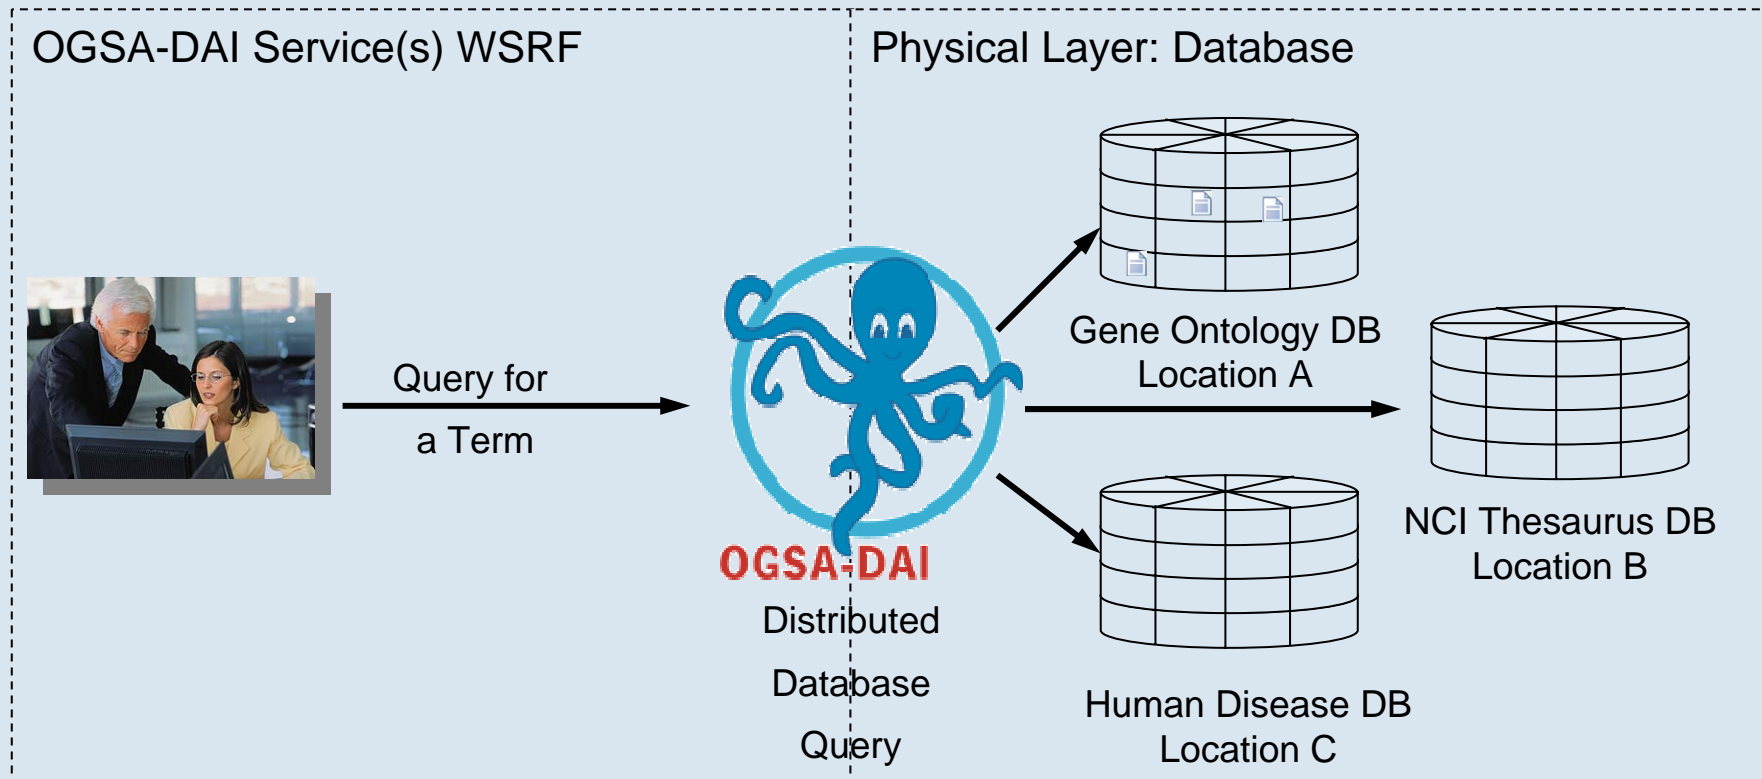 OGSA-DAI Service(s) WSRF
Physical Layer: Database
Query for
a Term
OGSA-DAI
Distributed
Database
Query
Gene Ontology DB
Location A
NCI Thesaurus DB
Location B
Human Disease DB
Location C